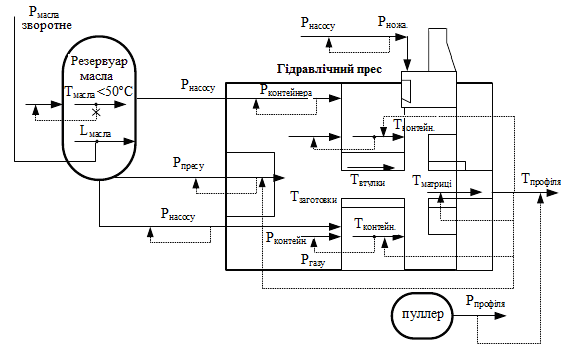 Pмасла
зворотне
Pнасосу
Pножа.
Гідравлічний прес
Резервуар
масла
Tмасла<50°C
Lмасла
Pнасосу
Pконтейнера
Tконтейн.
Pпресу
Tвтулки
Tматриці
Tпрофіля
Tзаготовки
Pнасосу
Pконтейн.
Tконтейн.
Pгазу
Pпрофіля
пуллер